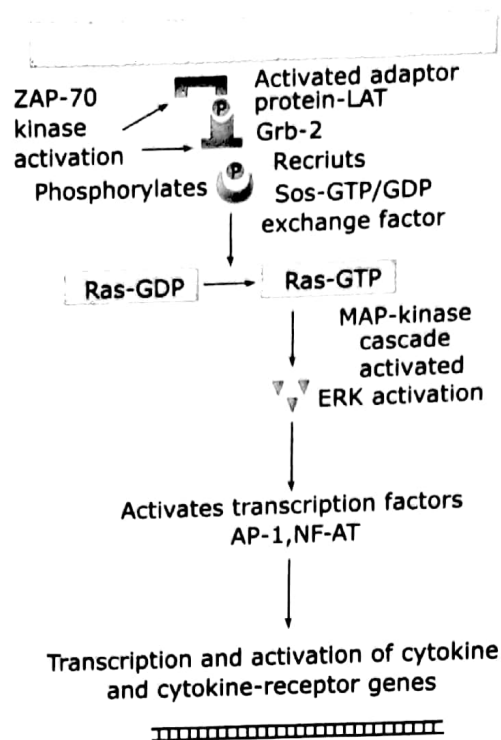 ZAP-70
kinase
activation
Activated adaptor
protein-LAT
P
Grb-2
P
Phosphorylates
Recriuts
Sos-GTP/GDP
exchange factor
Ras-GDP
Ras-GTP
MAP-kinase
cascade
activated
ERK activation
Activates transcription factors
AP-1,NF-AT
Transcription and activation of cytokine
and cytokine-receptor genes